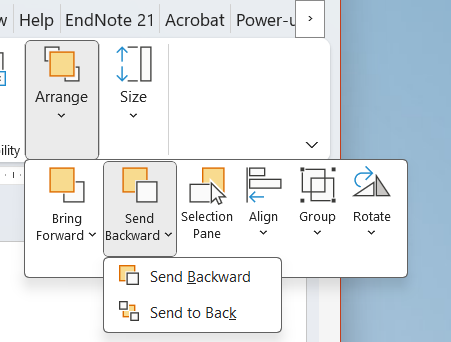 w Help EndNote 21 Acrobat Power-u
Arrange Size
bility
Bring Forward
Send Backward
Selection Pane
Align
Group
Rotate
Send Backward
Send to Back